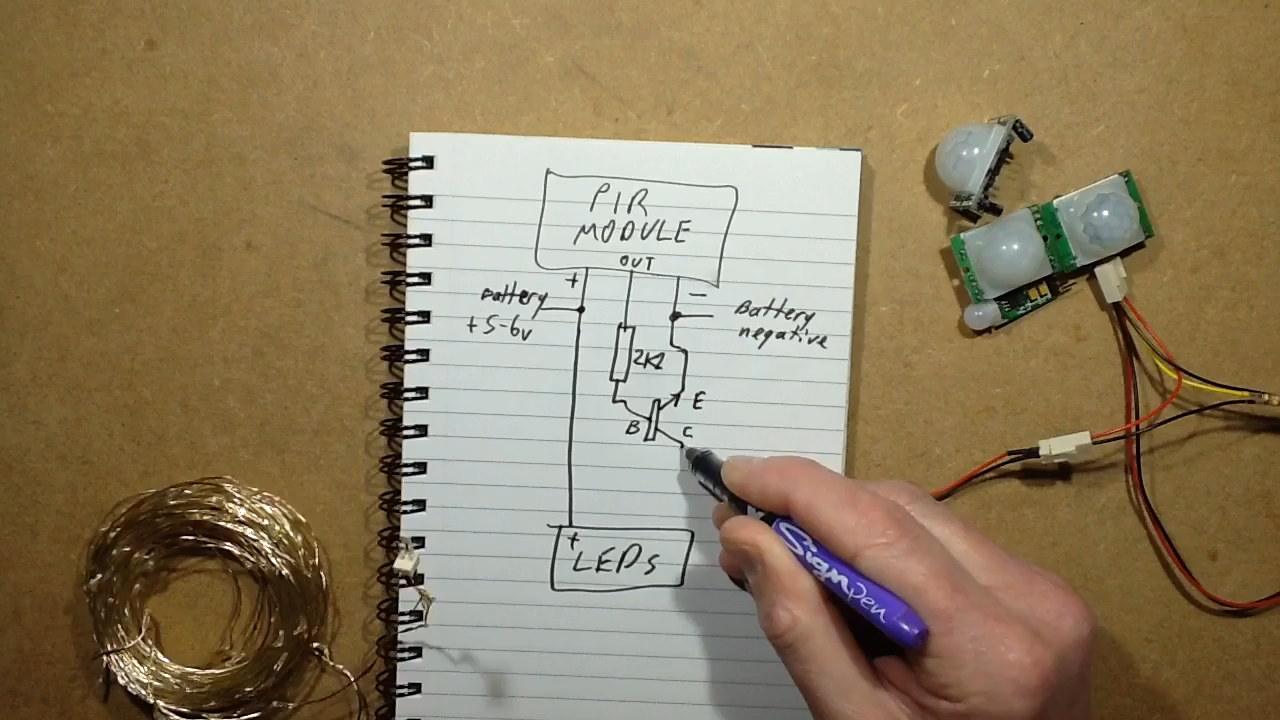 PIR
MODULE
OUT
+
-
Battery
+5-6v
Battery
negative
2K2
E
B
C
+
LEDs
Signpen